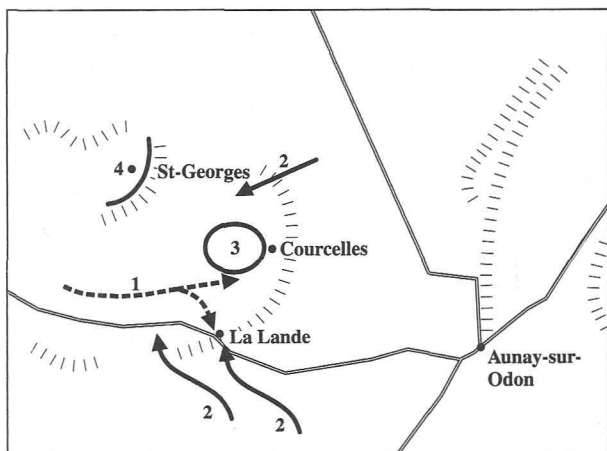 2
4
St-Georges
3
Courcelles
1
La Lande
Aunay-sur-
Odon
2
2